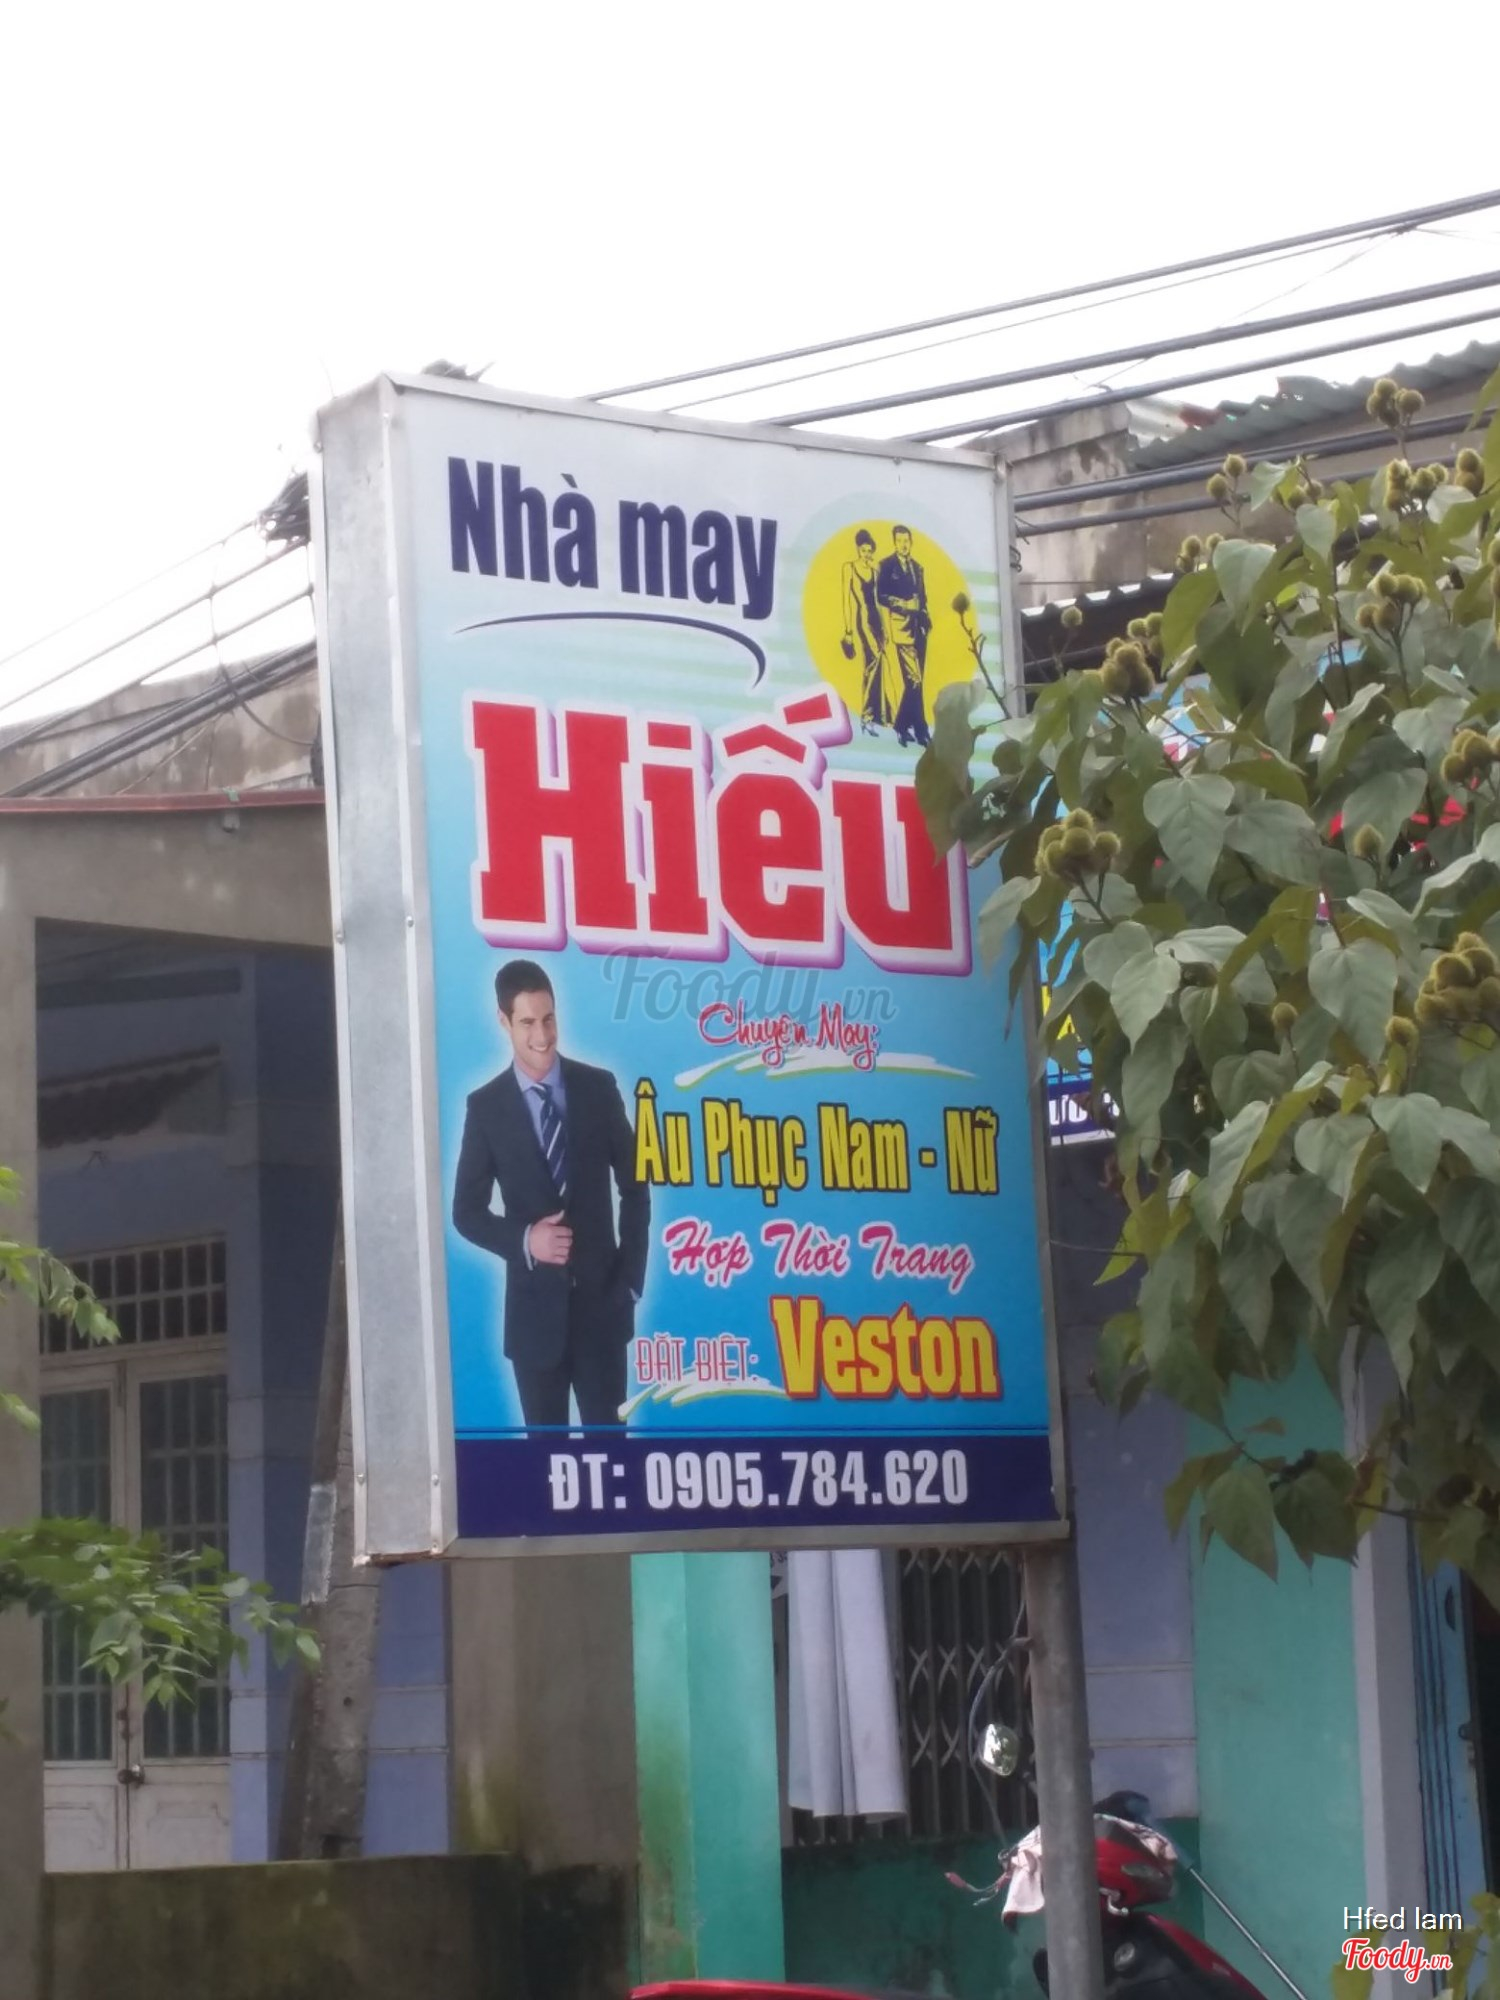 Nhà may
Hiếu
Foody.vn
Chuyên May:
Âu Phục Nam - Nữ
Hợp Thời Trang
ĐẶT BIỆT: Veston
ĐT: 0905.784.620
Hfed lam
Foody.vn